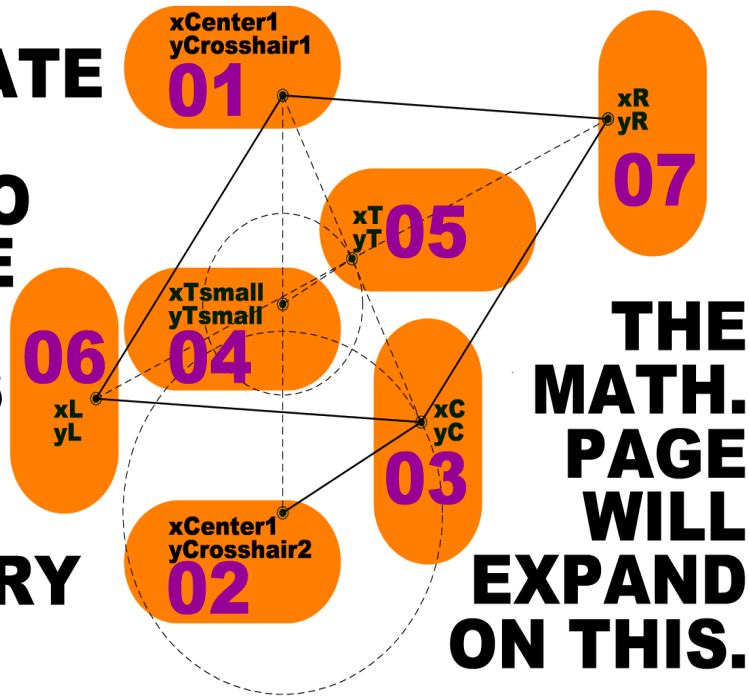 xCenter1
yCrosshair1
01
ATE
xR
yR
07
O
E
xT
yT
05
xTsmall
yTsmall
04
06
xL
yL
S
xC
yC
03
xCenter1
yCrosshair2
02
RY
THE
MATH.
PAGE
WILL
EXPAND
ON THIS.